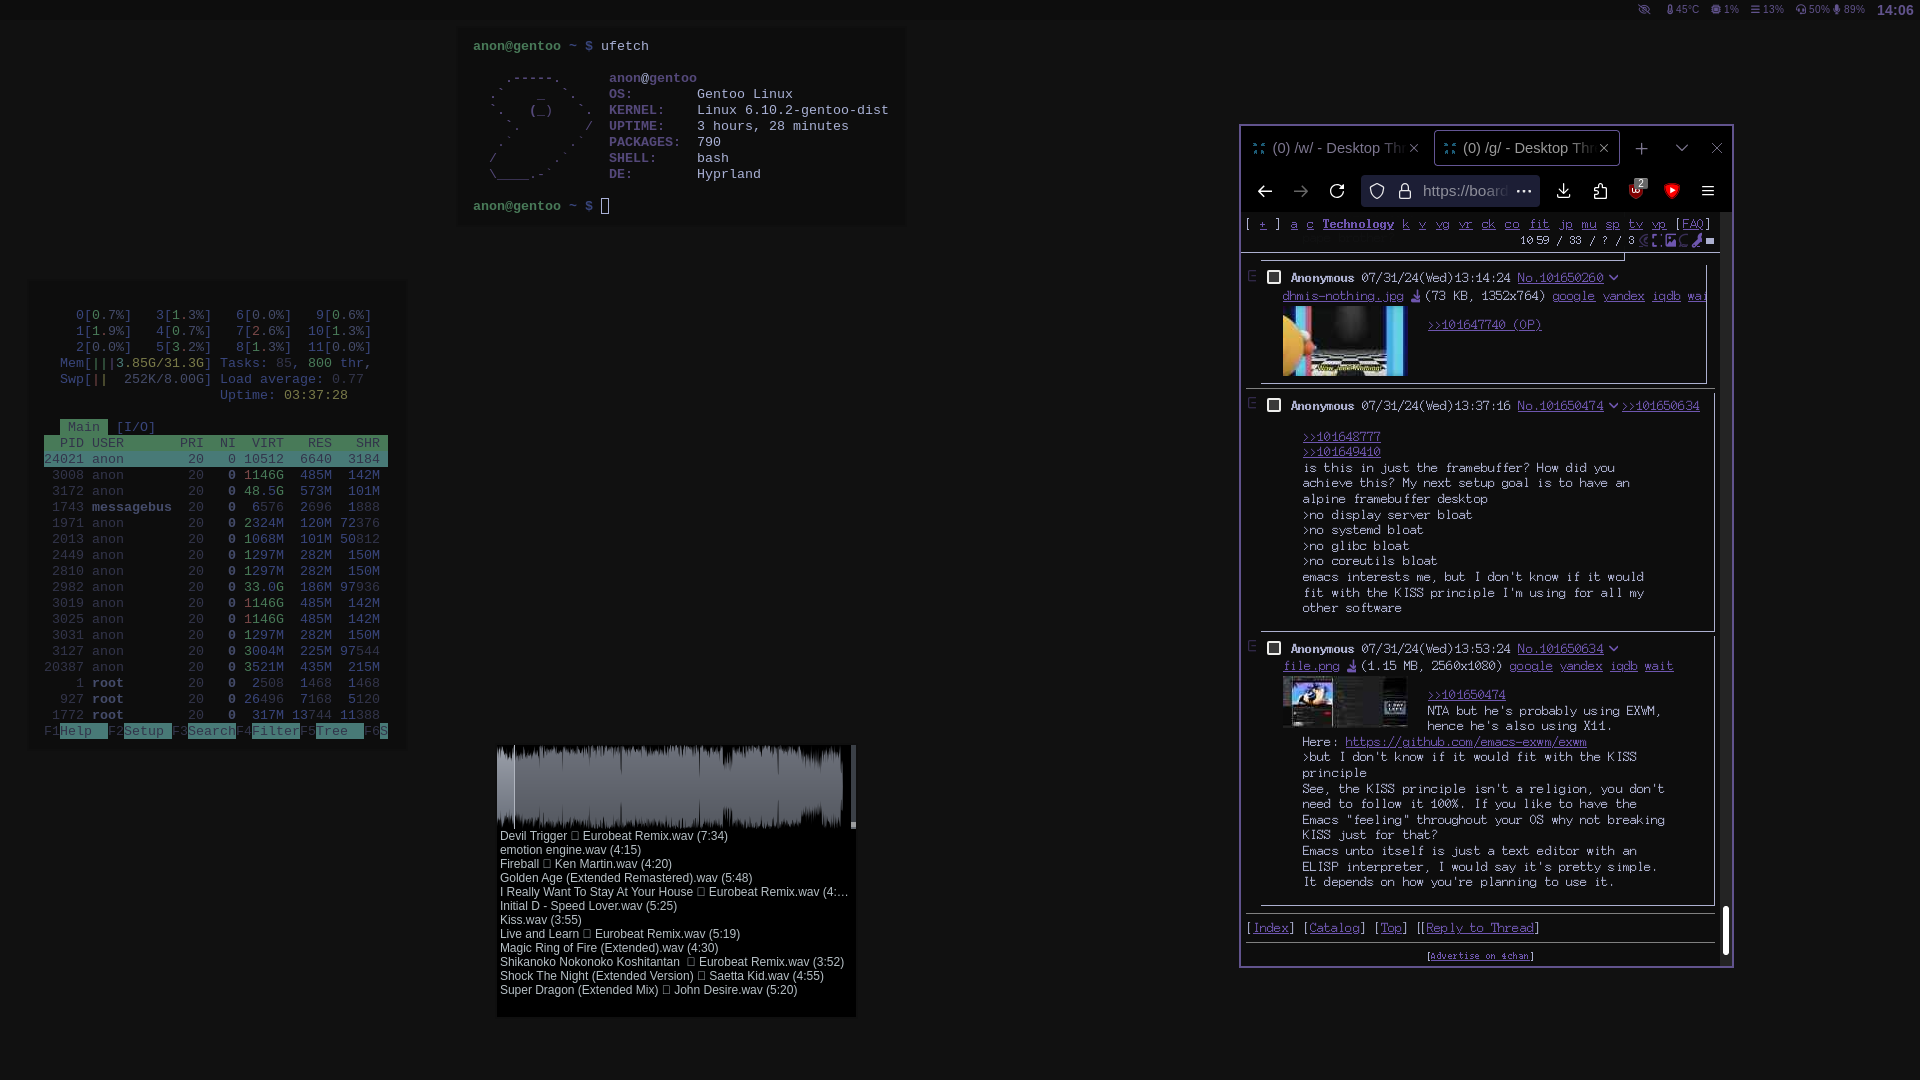 45°C 1% 13% 50% 89% 14:06
anon@gentoo ~ $ ufetch
anon@gentoo
OS: Gentoo Linux
KERNEL: Linux 6.10.2-gentoo-dist
UPTIME: 3 hours, 28 minutes
PACKAGES: 790
SHELL: bash
DE: Hyprland
anon@gentoo ~ $
0[0.7%] 3[1.3%] 6[0.0%] 9[0.6%]
1[1.9%] 4[0.7%] 7[2.6%] 10[1.3%]
2[0.0%] 5[3.2%] 8[1.3%] 11[0.0%]
Mem[|||3.85G/31.3G] Tasks: 85, 800 thr,
Swp[|| 252K/8.00G] Load average: 0.77
Uptime: 03:37:28
Main [I/O]
PID USER PRI NI VIRT RES SHR
24021 anon 20 0 10512 6640 3184
3008 anon 20 0 1146G 485M 142M
3172 anon 20 0 48.5G 573M 101M
1743 messagebus 20 0 6576 2696 1888
1971 anon 20 0 2324M 120M 72376
2013 anon 20 0 1068M 101M 50812
2449 anon 20 0 1297M 282M 150M
2810 anon 20 0 1297M 282M 150M
2982 anon 20 0 33.0G 186M 97936
3019 anon 20 0 1146G 485M 142M
3025 anon 20 0 1146G 485M 142M
3031 anon 20 0 1297M 282M 150M
3127 anon 20 0 3004M 225M 97544
20387 anon 20 0 3521M 435M 215M
1 root 20 0 2508 1468 1468
927 root 20 0 26496 7168 5120
1772 root 20 0 317M 13744 11388
F1Help F2Setup F3SearchF4FilterF5Tree F6S
Devil Trigger ▯ Eurobeat Remix.wav (7:34)
emotion engine.wav (4:15)
Fireball ▯ Ken Martin.wav (4:20)
Golden Age (Extended Remastered).wav (5:48)
I Really Want To Stay At Your House ▯ Eurobeat Remix.wav (4:…
Initial D - Speed Lover.wav (5:25)
Kiss.wav (3:55)
Live and Learn ▯ Eurobeat Remix.wav (5:19)
Magic Ring of Fire (Extended).wav (4:30)
Shikanoko Nokonoko Koshitantan ▯ Eurobeat Remix.wav (3:52)
Shock The Night (Extended Version) ▯ Saetta Kid.wav (4:55)
Super Dragon (Extended Mix) ▯ John Desire.wav (5:20)
(0) /w/ - Desktop Thr (0) /g/ - Desktop Thr
https://board 2
[ + ] a c Technology k v vg vr ck co fit jp mu sp tv vp [FAQ]
1059 / 33 / ? / 3
Anonymous 07/31/24(Wed)13:14:24 No.101650260
dhmis-nothing.jpg (73 KB, 1352x764) google yandex iqdb wai
>>101647740 (OP)
Anonymous 07/31/24(Wed)13:37:16 No.101650474 >>101650634
>>101648777
>>101649410
is this in just the framebuffer? How did you
achieve this? My next setup goal is to have an
alpine framebuffer desktop
>no display server bloat
>no systemd bloat
>no glibc bloat
>no coreutils bloat
emacs interests me, but I don't know if it would
fit with the KISS principle I'm using for all my
other software
Anonymous 07/31/24(Wed)13:53:24 No.101650634
file.png (1.15 MB, 2560x1080) google yandex iqdb wait
>>101650474
NTA but he's probably using EXWM,
hence he's also using X11.
Here: https://github.com/emacs-exwm/exwm
>but I don't know if it would fit with the KISS
principle
See, the KISS principle isn't a religion, you don't
need to follow it 100%. If you like to have the
Emacs "feeling" throughout your OS why not breaking
KISS just for that?
Emacs unto itself is just a text editor with an
ELISP interpreter, I would say it's pretty simple.
It depends on how you're planning to use it.
[Index] [Catalog] [Top] [[Reply to Thread]
[Advertise on 4chan]